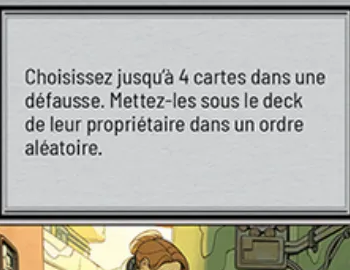 Choisissez jusqu'à 4 cartes dans une
défausse. Mettez-les sous le deck
de leur propriétaire dans un ordre
aléatoire.